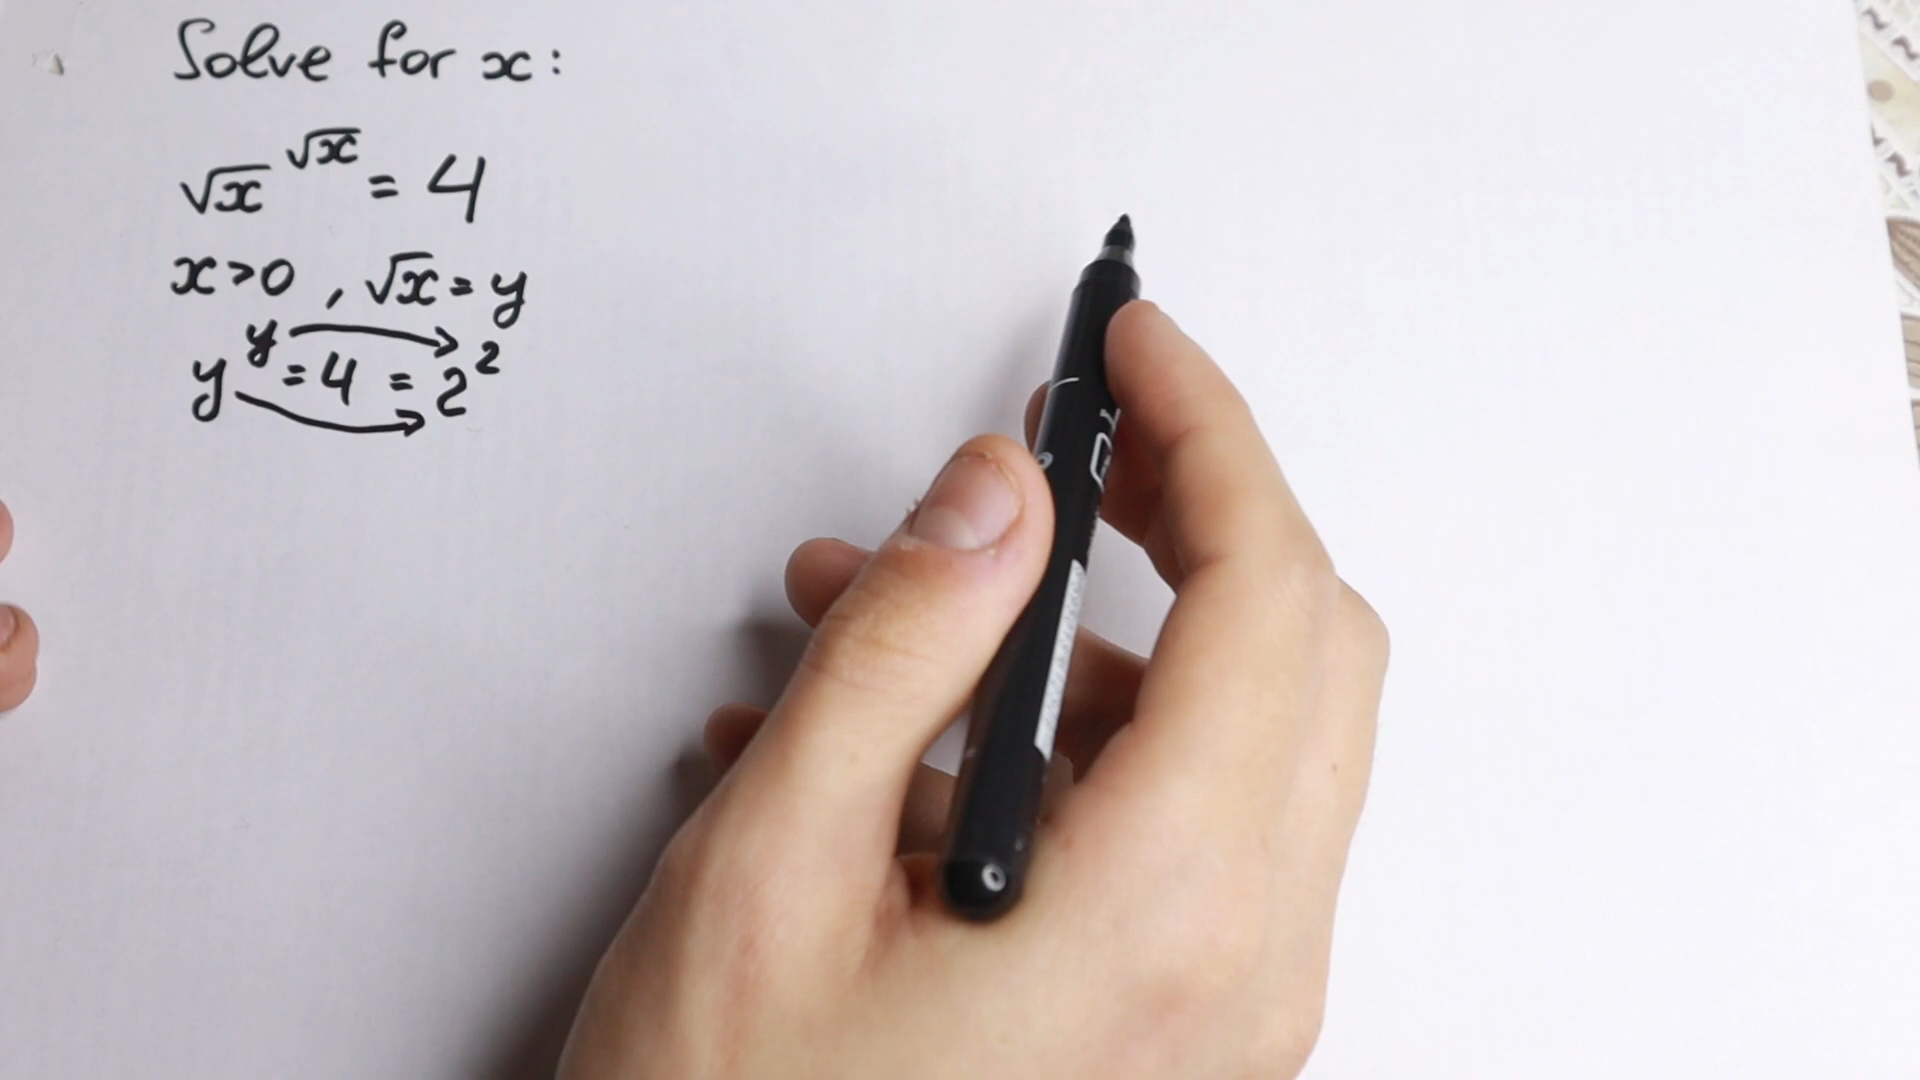 Solve for x:
√x^√x = 4
x>0, √x = y
y^y = 4 = 2^2